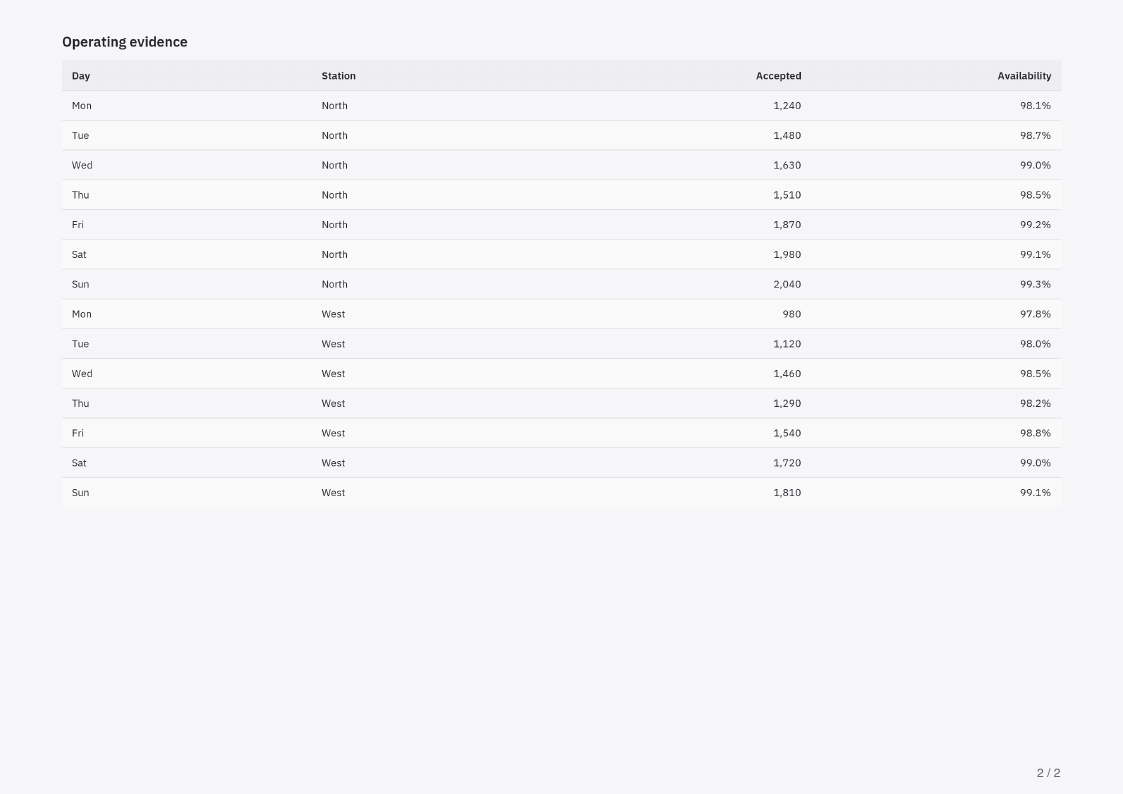 Operating evidence
Day Station Accepted Availability
Mon North 1,240 98.1%
Tue North 1,480 98.7%
Wed North 1,630 99.0%
Thu North 1,510 98.5%
Fri North 1,870 99.2%
Sat North 1,980 99.1%
Sun North 2,040 99.3%
Mon West 980 97.8%
Tue West 1,120 98.0%
Wed West 1,460 98.5%
Thu West 1,290 98.2%
Fri West 1,540 98.8%
Sat West 1,720 99.0%
Sun West 1,810 99.1%
2 / 2